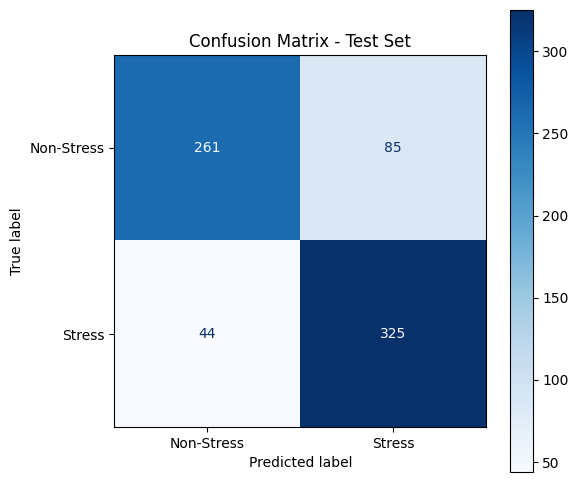 Confusion Matrix - Test Set
Non-Stress
261
85
Stress
44
325
Non-Stress
Stress
True label
Predicted label
300
250
200
150
100
50